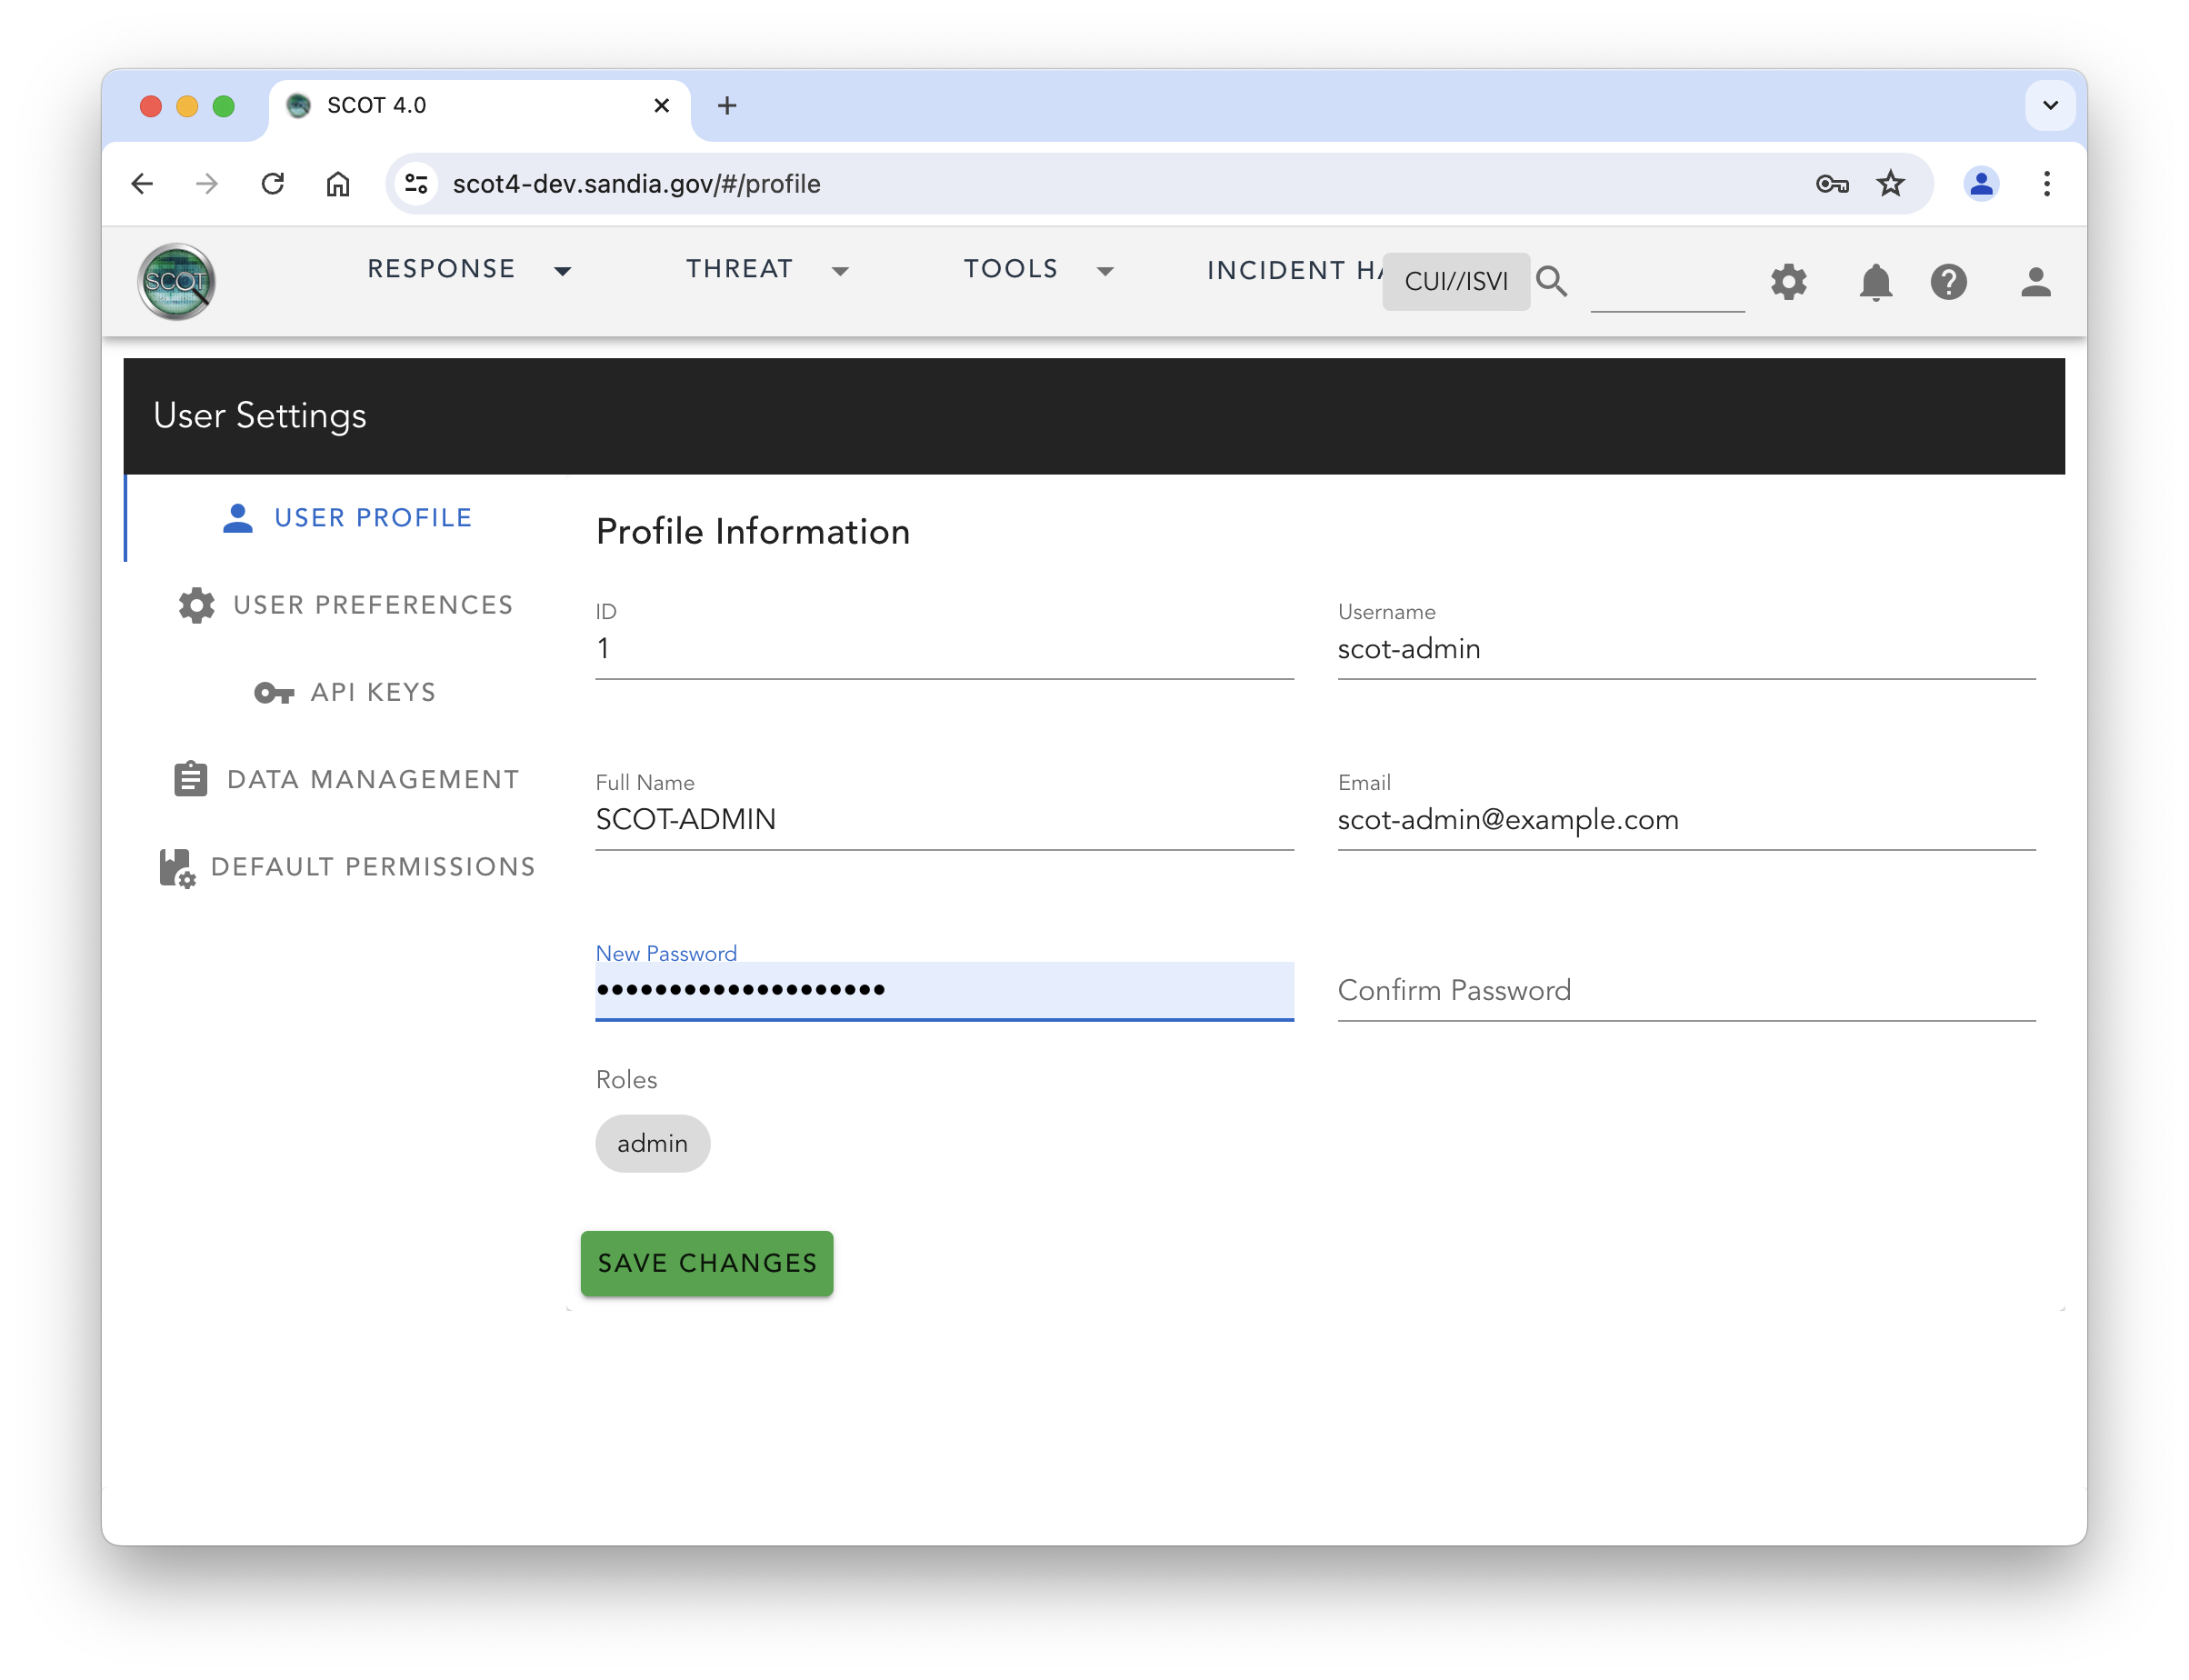 SCOT 4.0
scot4-dev.sandia.gov/#/profile
SCOT
RESPONSE
THREAT
TOOLS
INCIDENT HA
CUI//ISVI
User Settings
USER PROFILE
USER PREFERENCES
API KEYS
DATA MANAGEMENT
DEFAULT PERMISSIONS
Profile Information
ID
1
Username
scot-admin
Full Name
SCOT-ADMIN
Email
scot-admin@example.com
New Password
••••••••••••••••••••
Confirm Password
Roles
admin
SAVE CHANGES